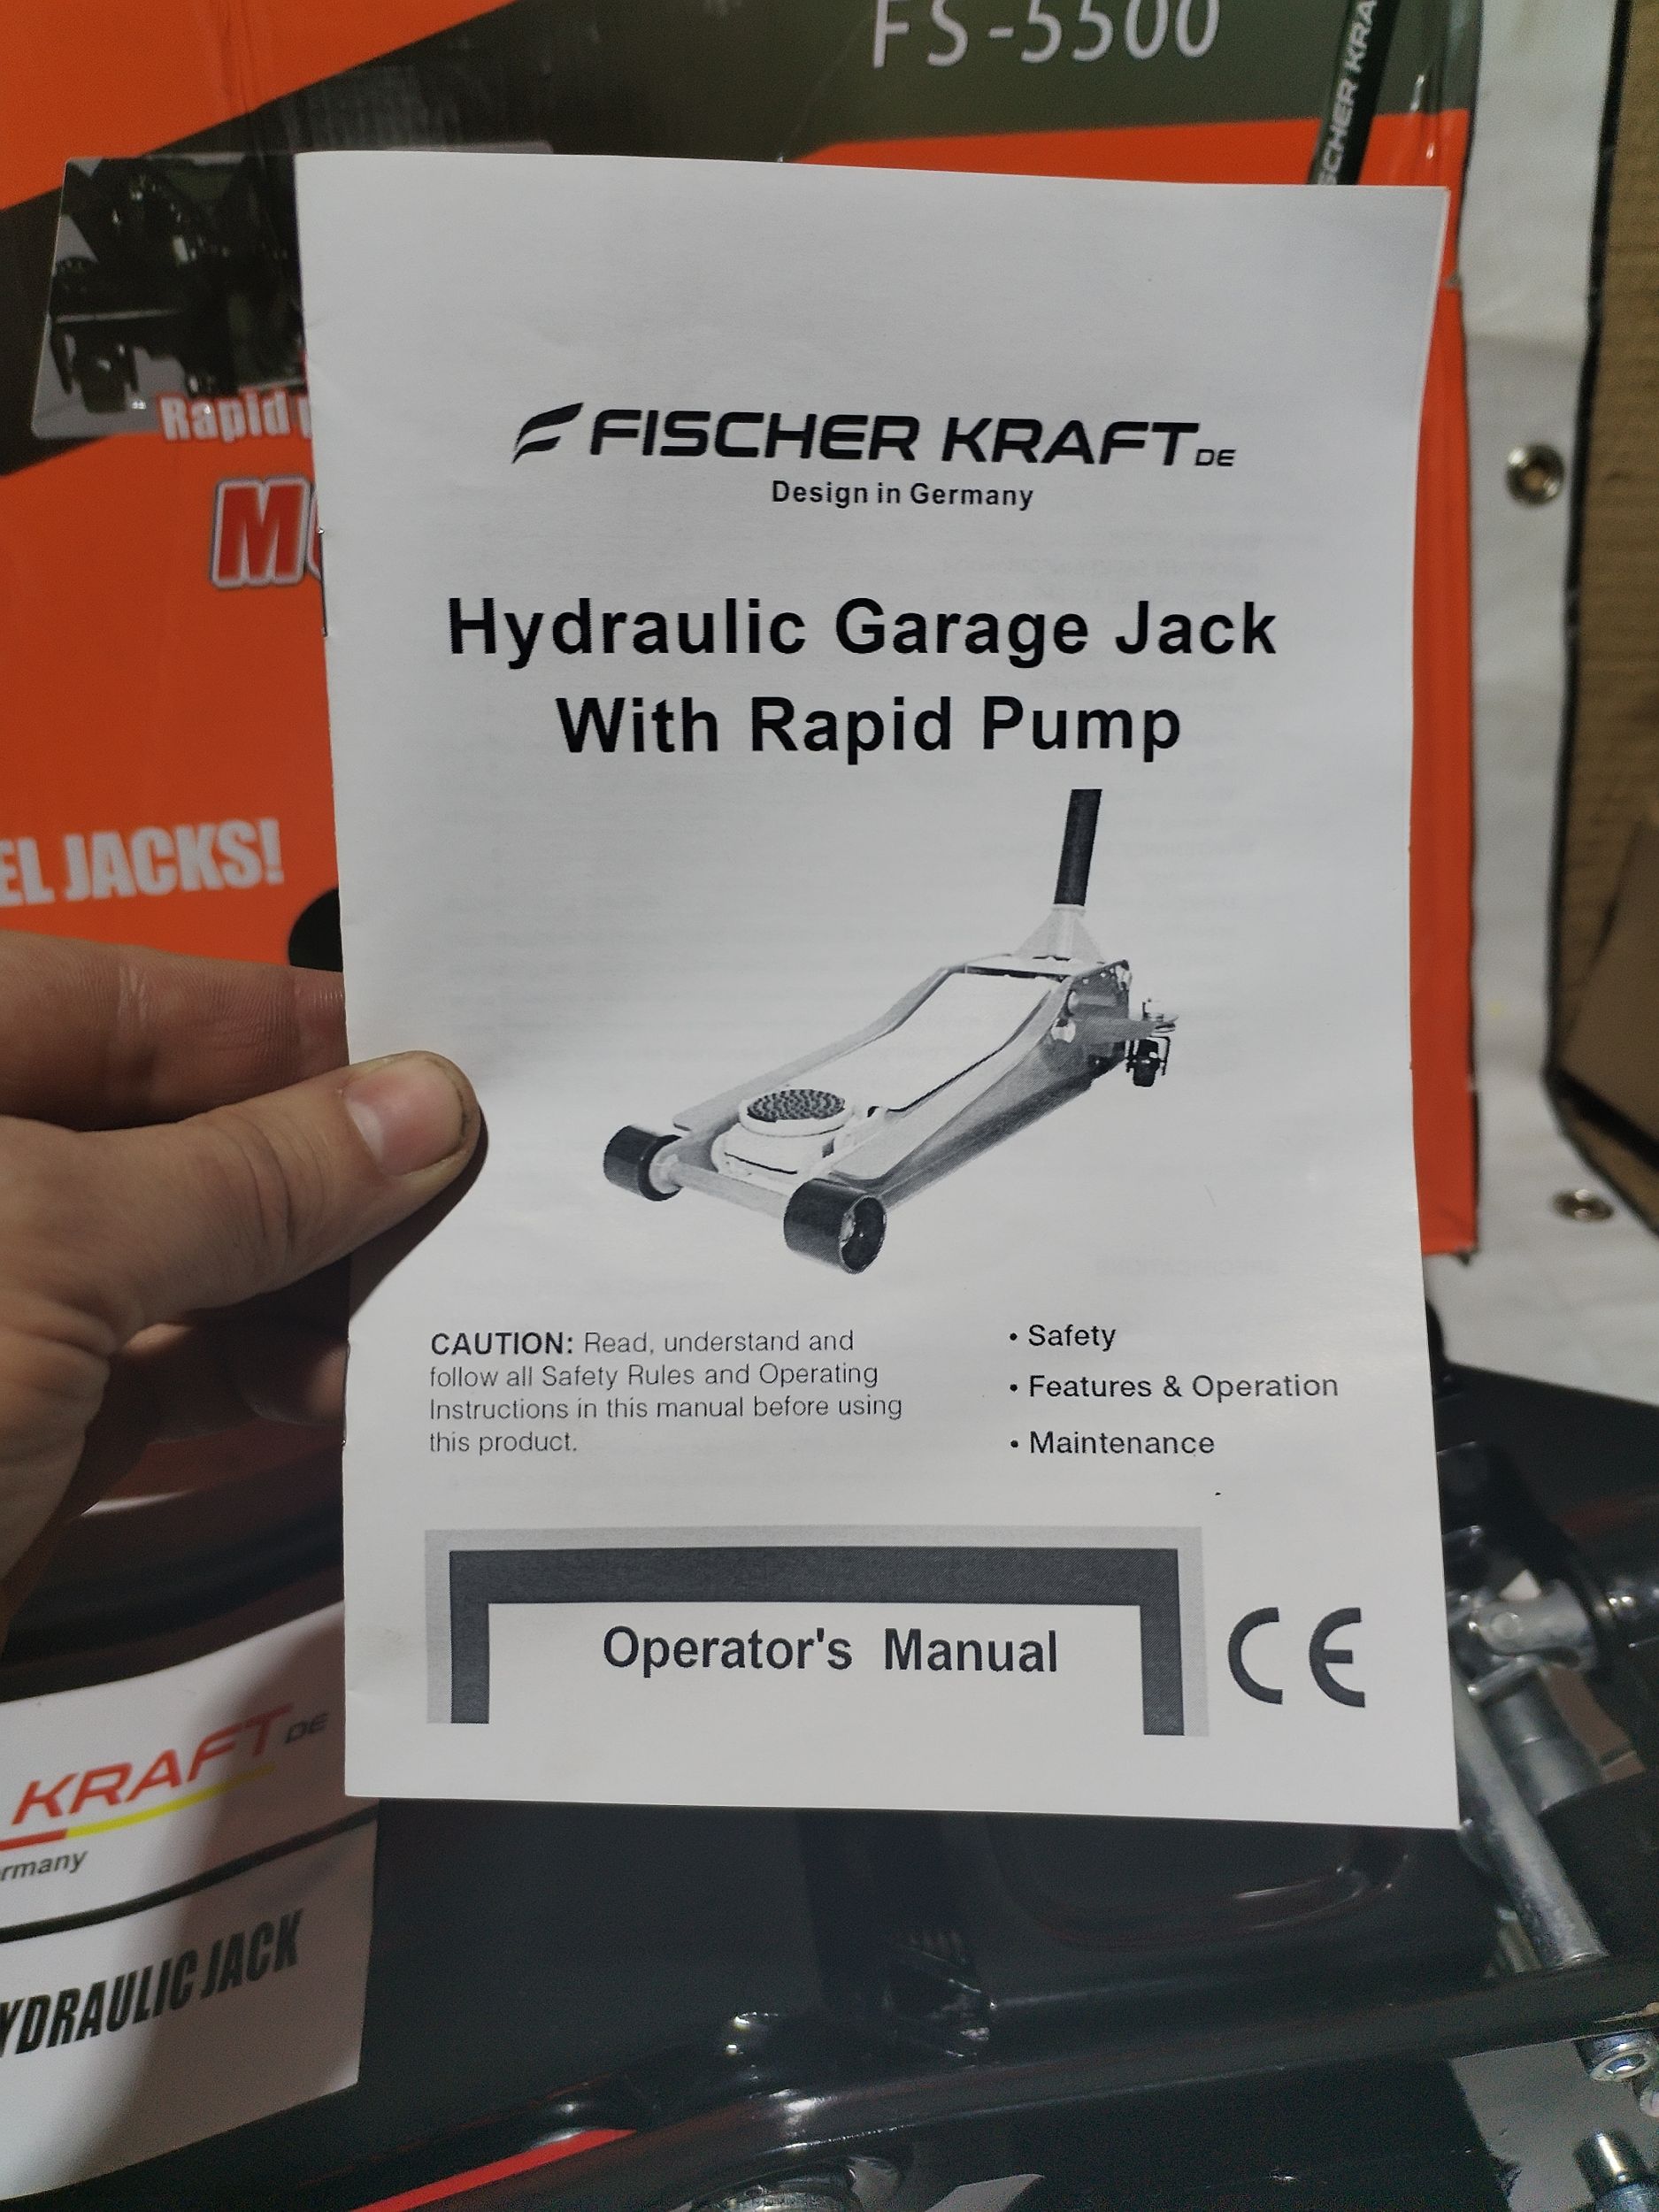 FS-5500
SCHER KRA
Rapid
EL JACKS!
FISCHER KRAFT DE
Design in Germany
Hydraulic Garage Jack
With Rapid Pump
CAUTION: Read, understand and
follow all Safety Rules and Operating
Instructions in this manual before using
this product.
• Safety
• Features & Operation
• Maintenance
Operator's Manual
CE
KRAFT DE
rmany
YDRAULIC JACK